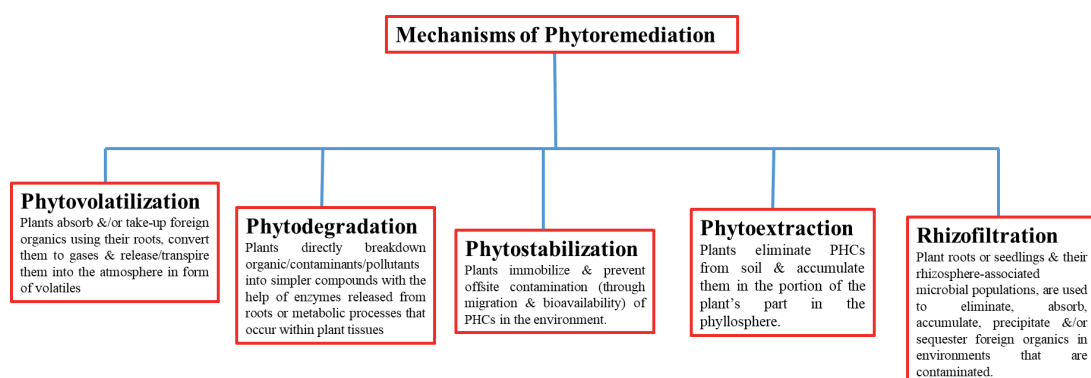 Mechanisms of Phytoremediation
Phytovolatilization
Plants absorb &/or take-up foreign
organics using their roots, convert
them to gases & release/transpire
them into the atmosphere in form
of volatiles
Phytodegradation
Plants directly breakdown
organic/contaminants/pollutants
into simpler compounds with the
help of enzymes released from
roots or metabolic processes that
occur within plant tissues
Phytostabilization
Plants immobilize & prevent
offsite contamination (through
migration & bioavailability) of
PHCs in the environment.
Phytoextraction
Plants eliminate PHCs
from soil & accumulate
them in the portion of the
plant's part in the
phyllosphere.
Rhizofiltration
Plant roots or seedlings & their
rhizosphere-associated
microbial populations, are used
to eliminate, absorb,
accumulate, precipitate &/or
sequester foreign organics in
environments that are
contaminated.